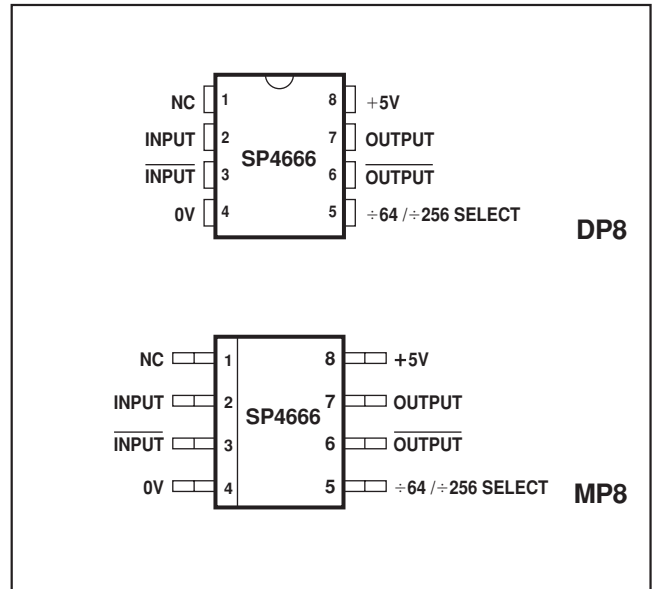 NC 1 8 +5V
INPUT 2 7 OUTPUT
SP4666
INPUT 3 6 OUTPUT
0V 4 5 ÷64 /÷256 SELECT
DP8
NC 1 8 +5V
INPUT 2 7 OUTPUT
SP4666
INPUT 3 6 OUTPUT
0V 4 5 ÷64 /÷256 SELECT
MP8